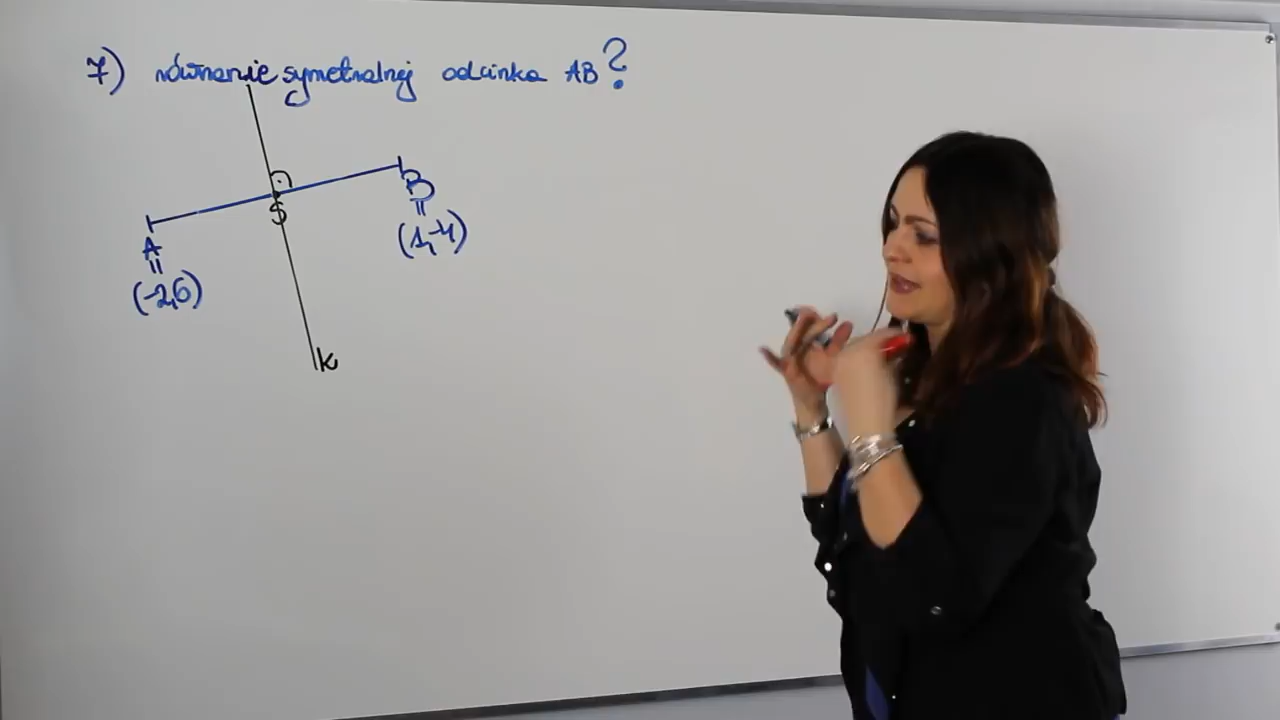 7) równanie symetralnej odcinka AB?
B
=
(1,-4)
S
A
=
(-2,6)
k